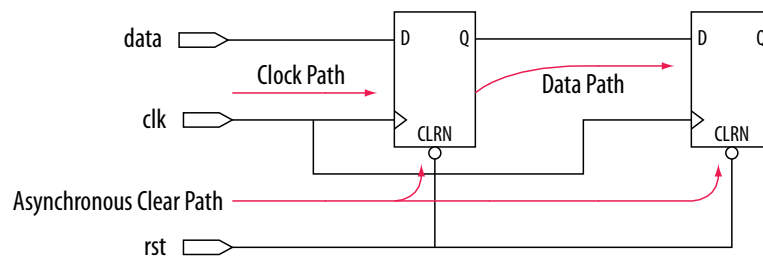 data
D
Q
D
Q
Clock Path
Data Path
clk
CLRN
CLRN
Asynchronous Clear Path
rst